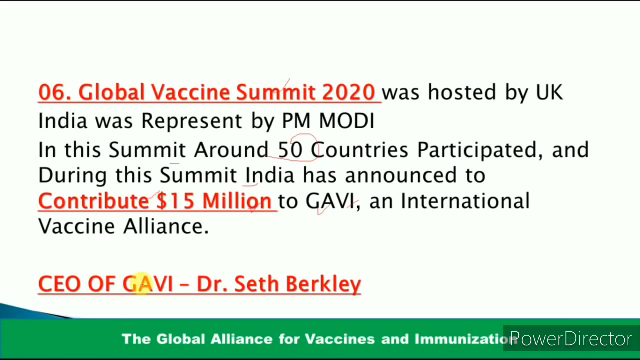 06. Global Vaccine Summit 2020 was hosted by UK
India was Represent by PM MODI
In this Summit Around 50 Countries Participated, and
During this Summit India has announced to
Contribute $15 Million to GAVI, an International
Vaccine Alliance.
CEO OF GAVI – Dr. Seth Berkley
The Global Alliance for Vaccines and Immunization
PowerDirector